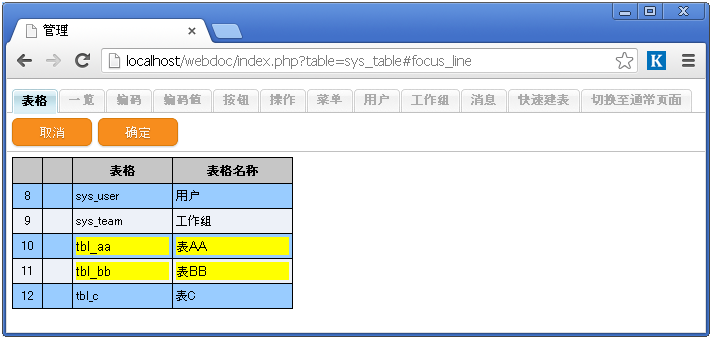 管理
localhost/webdoc/index.php?table=sys_table#focus_line
K
表格 一览 编码 编码值 按钮 操作 菜单 用户 工作组 消息 快速建表 切换至通常页面
取消 确定
表格 表格名称
8 sys_user 用户
9 sys_team 工作组
10 tbl_aa 表AA
11 tbl_bb 表BB
12 tbl_c 表C